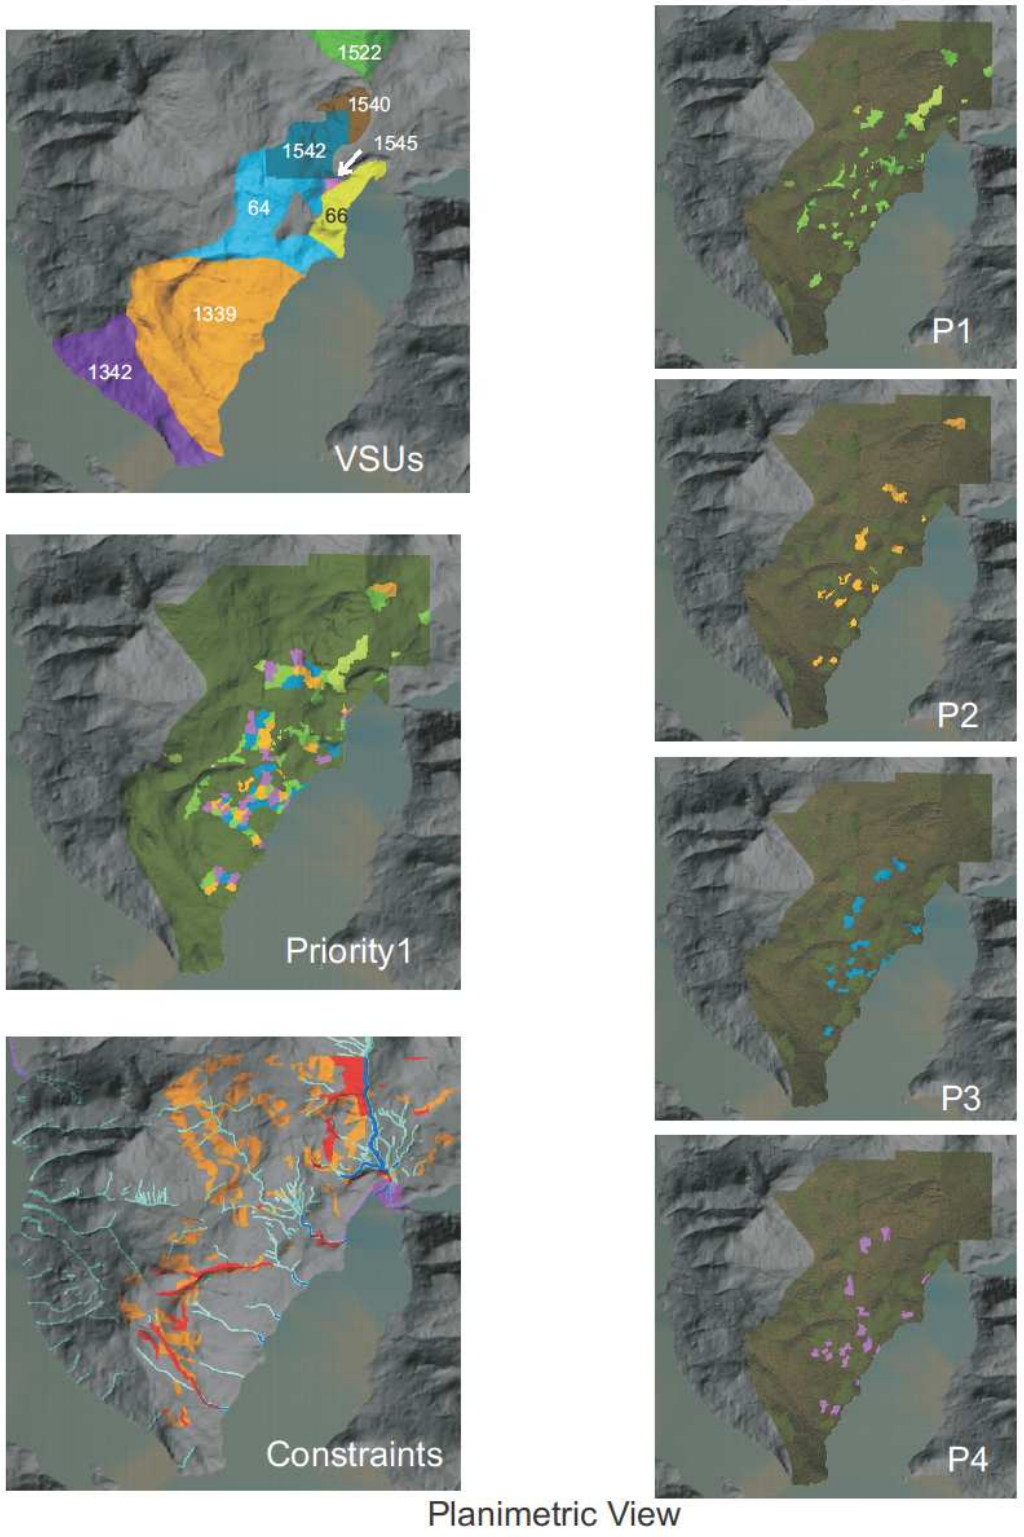 1522
1540
1545
1542
64
66
1339
1342
VSUs
Priority1
Constraints
P1
P2
P3
P4
Planimetric View